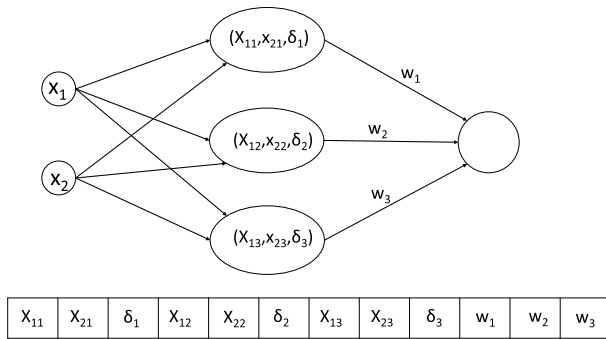 (X₁₁,x₂₁,δ₁)
w₁
x₁
(X₁₂,x₂₂,δ₂)
w₂
x₂
w₃
(X₁₃,x₂₃,δ₃)
X₁₁ X₂₁ δ₁ X₁₂ X₂₂ δ₂ X₁₃ X₂₃ δ₃ w₁ w₂ w₃